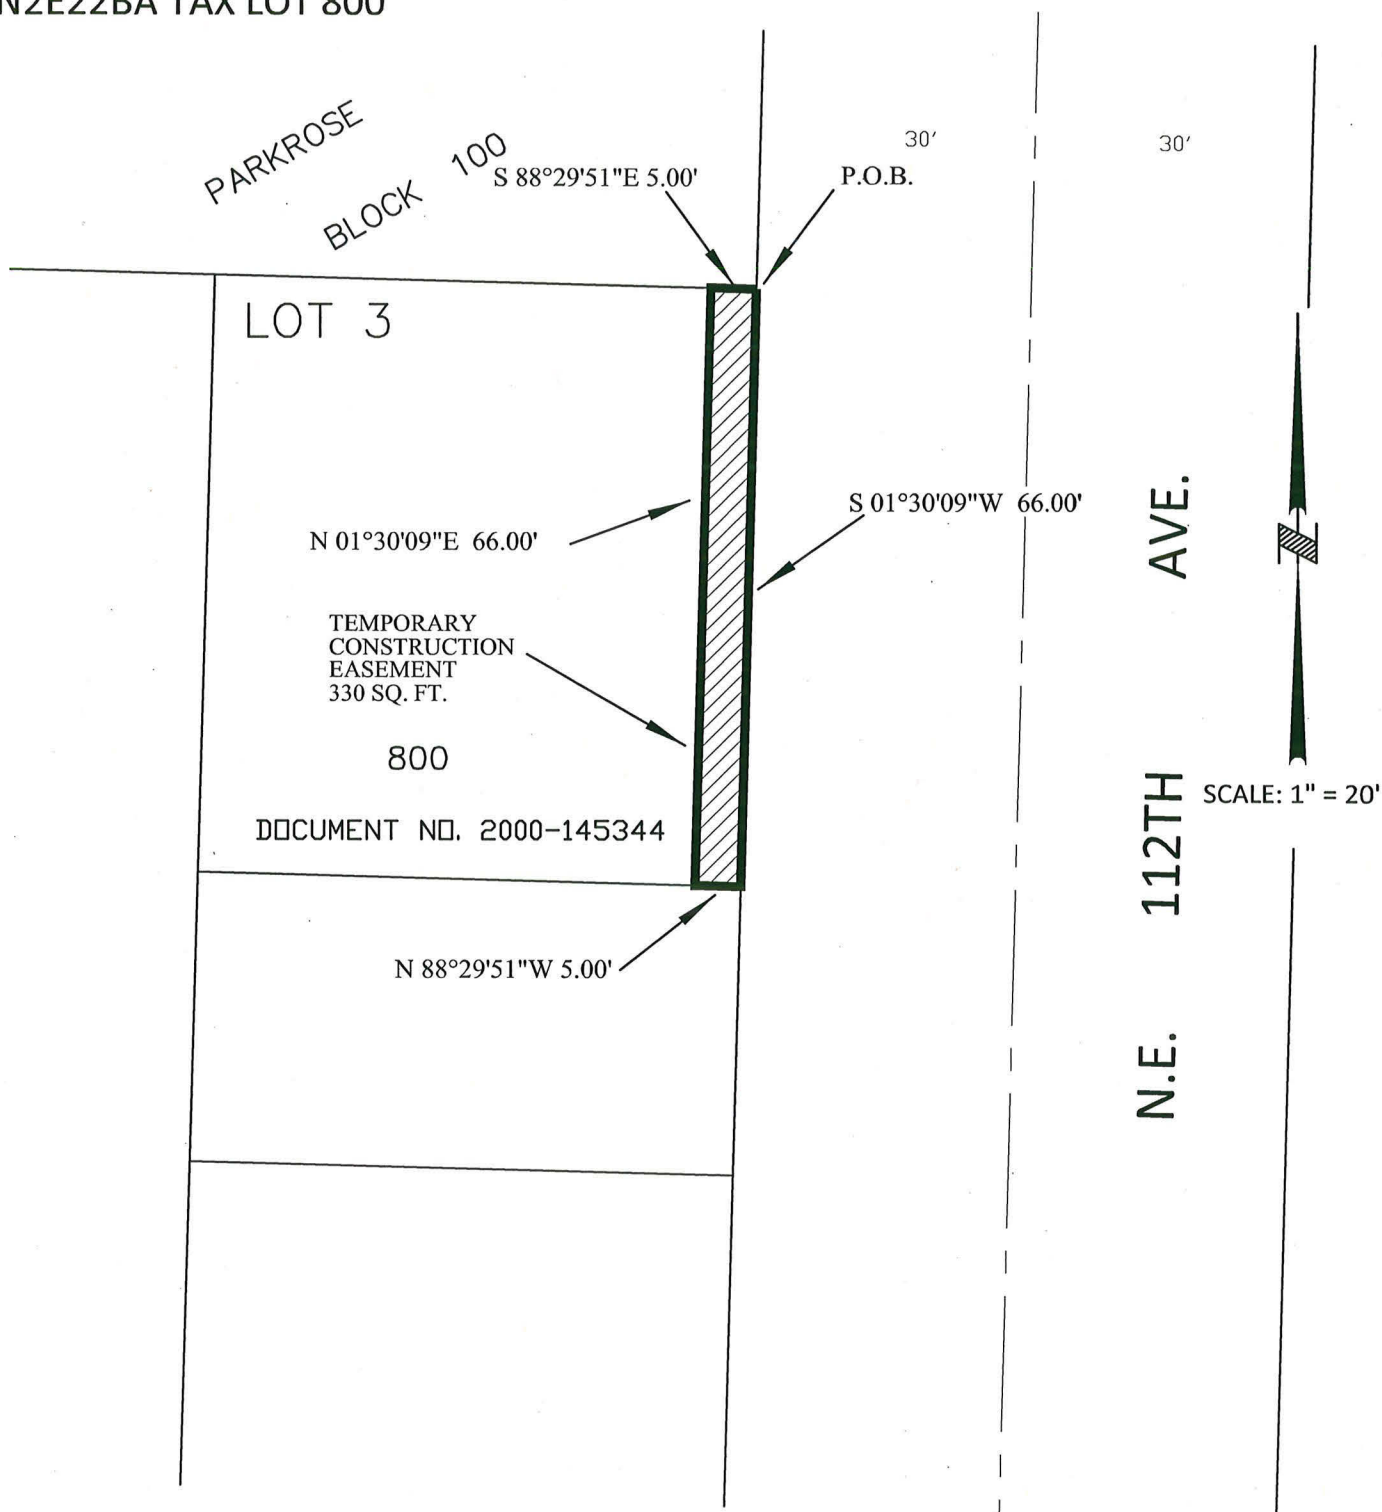 N2E22BA TAX LOT 800
30'
30'
PARKROSE
BLOCK 100
S 88°29'51"E 5.00'
P.O.B.
LOT 3
S 01°30'09"W 66.00'
N 01°30'09"E 66.00'
TEMPORARY
CONSTRUCTION
EASEMENT
330 SQ. FT.
800
DOCUMENT NO. 2000-145344
N 88°29'51"W 5.00'
N.E. 112TH AVE.
N
SCALE: 1" = 20'